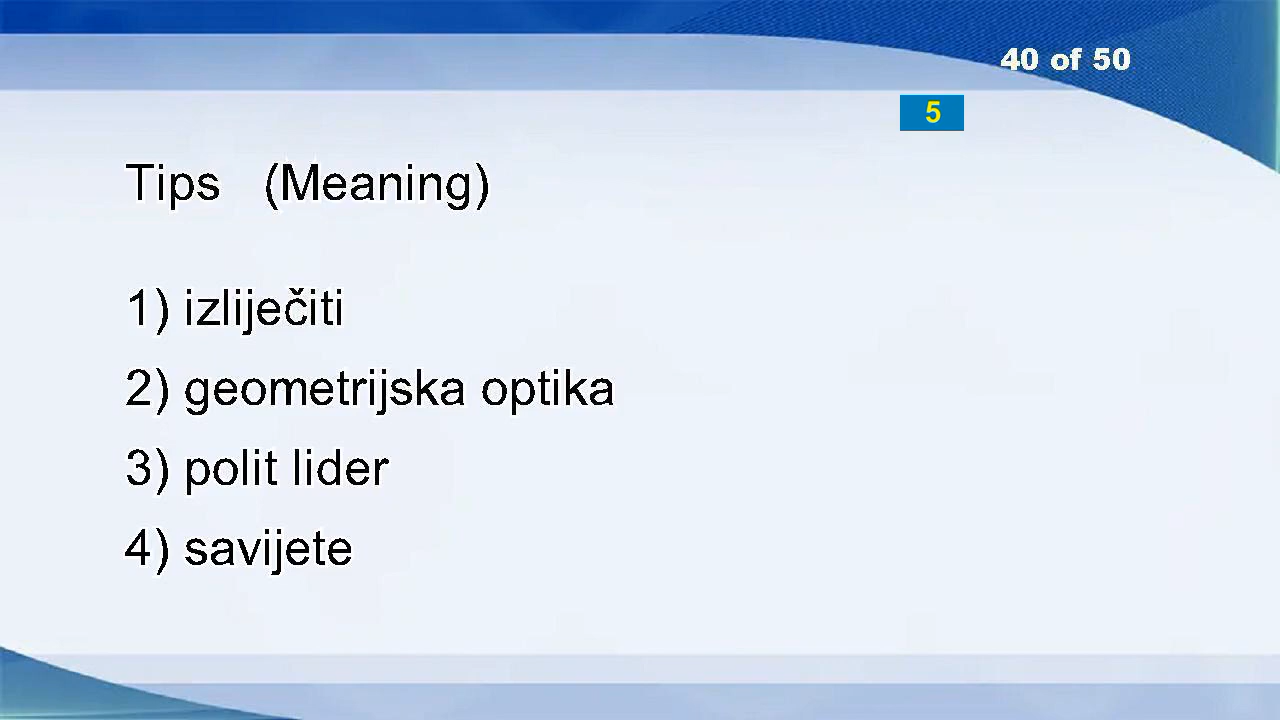 40 of 50
5
Tips (Meaning)
1) izliječiti
2) geometrijska optika
3) polit lider
4) savijete